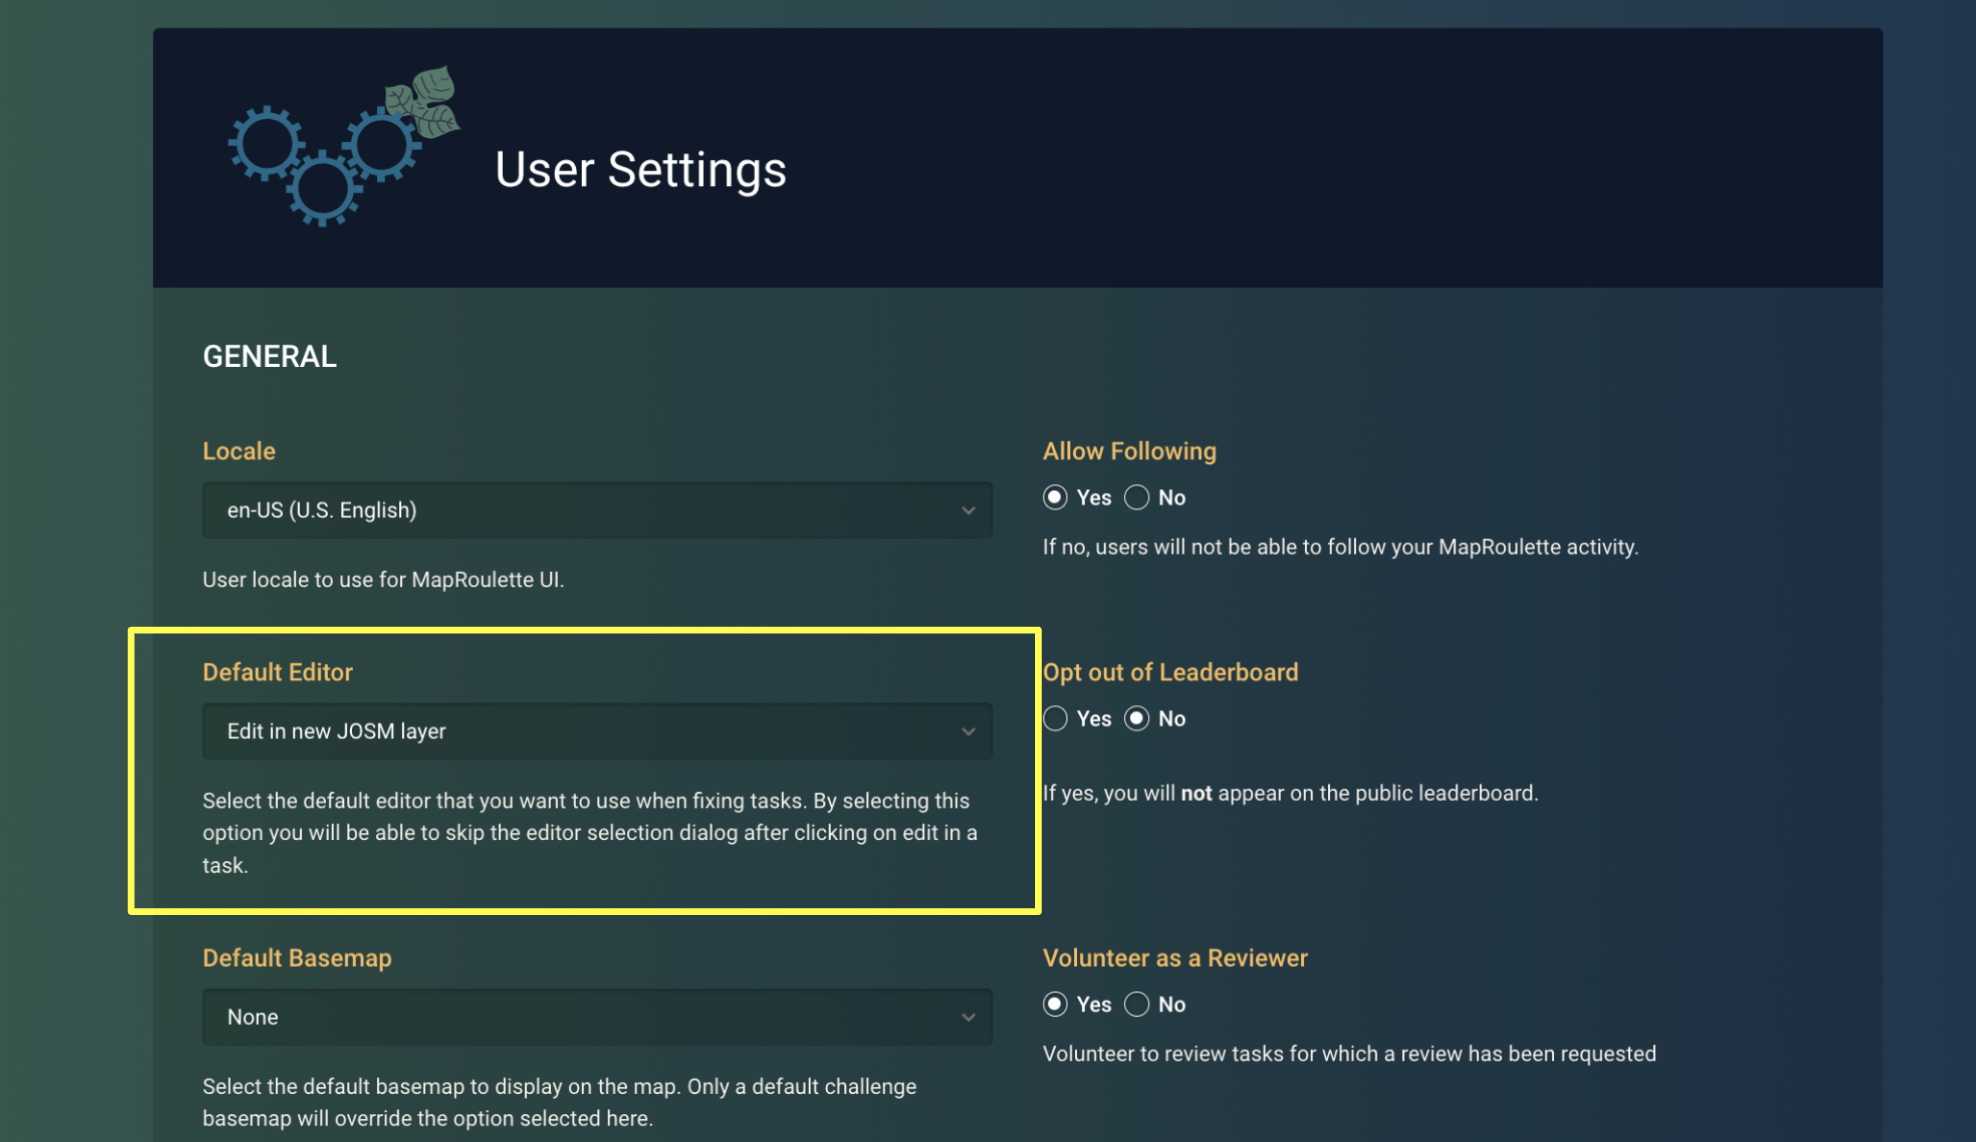 User Settings
GENERAL
Locale
en-US (U.S. English)
User locale to use for MapRoulette UI.
Allow Following
Yes No
If no, users will not be able to follow your MapRoulette activity.
Default Editor
Edit in new JOSM layer
Select the default editor that you want to use when fixing tasks. By selecting this
option you will be able to skip the editor selection dialog after clicking on edit in a
task.
Opt out of Leaderboard
Yes No
If yes, you will not appear on the public leaderboard.
Default Basemap
None
Select the default basemap to display on the map. Only a default challenge
basemap will override the option selected here.
Volunteer as a Reviewer
Yes No
Volunteer to review tasks for which a review has been requested